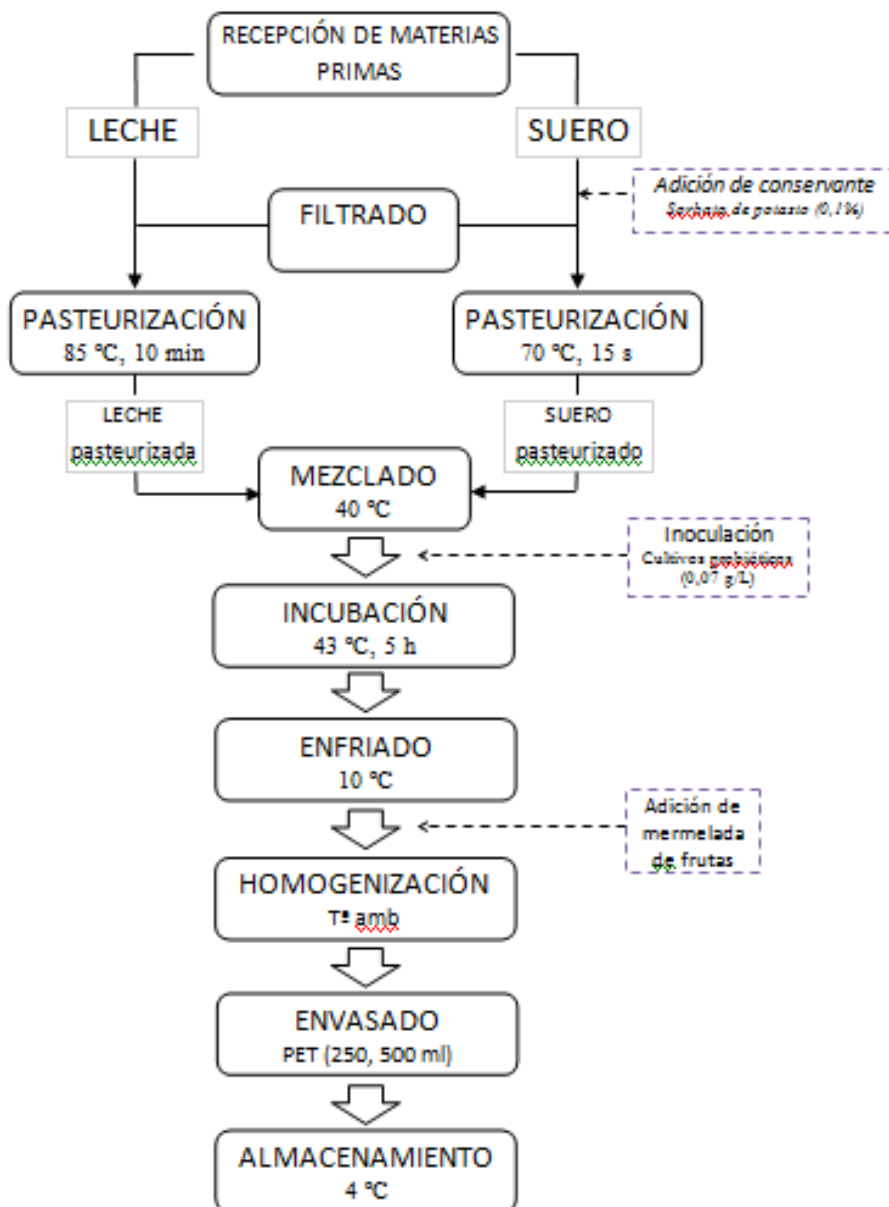 RECEPCIÓN DE MATERIAS
PRIMAS
LECHE
SUERO
Adición de conservante
Sorbato de potasio (0,1%)
FILTRADO
PASTEURIZACIÓN
85 ºC, 10 min
PASTEURIZACIÓN
70 ºC, 15 s
LECHE
pasteurizada
SUERO
pasteurizado
MEZCLADO
40 ºC
Inoculación
Cultivos probióticos
(0,07 g/L)
INCUBACIÓN
43 ºC, 5 h
ENFRIADO
10 ºC
Adición de
mermelada
de frutas
HOMOGENIZACIÓN
Tª amb
ENVASADO
PET (250, 500 ml)
ALMACENAMIENTO
4 ºC